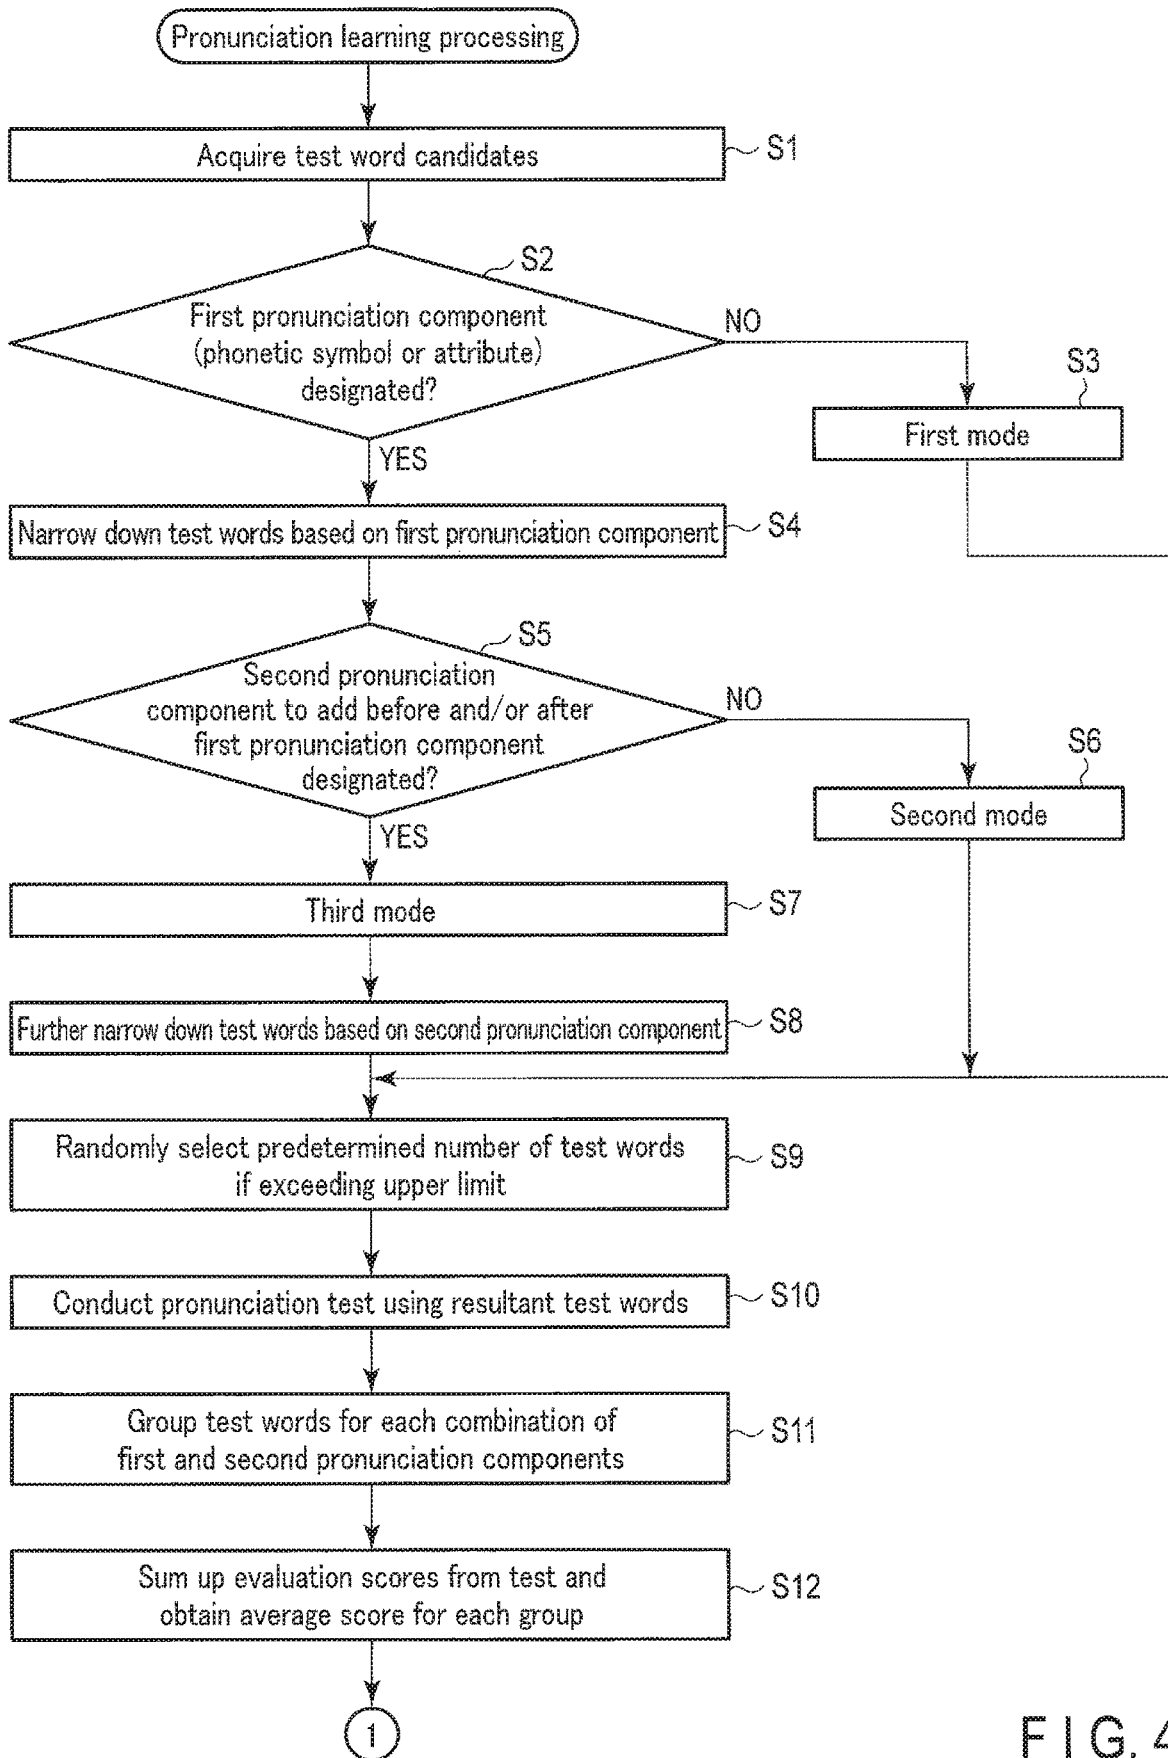 Pronunciation learning processing
Acquire test word candidates
S1
S2
First pronunciation component
(phonetic symbol or attribute)
designated?
NO
S3
First mode
YES
Narrow down test words based on first pronunciation component
S4
S5
Second pronunciation
component to add before and/or after
first pronunciation component
designated?
NO
S6
Second mode
YES
Third mode
S7
Further narrow down test words based on second pronunciation component
S8
Randomly select predetermined number of test words
if exceeding upper limit
S9
Conduct pronunciation test using resultant test words
S10
Group test words for each combination of
first and second pronunciation components
S11
Sum up evaluation scores from test and
obtain average score for each group
S12
1
FIG. 4